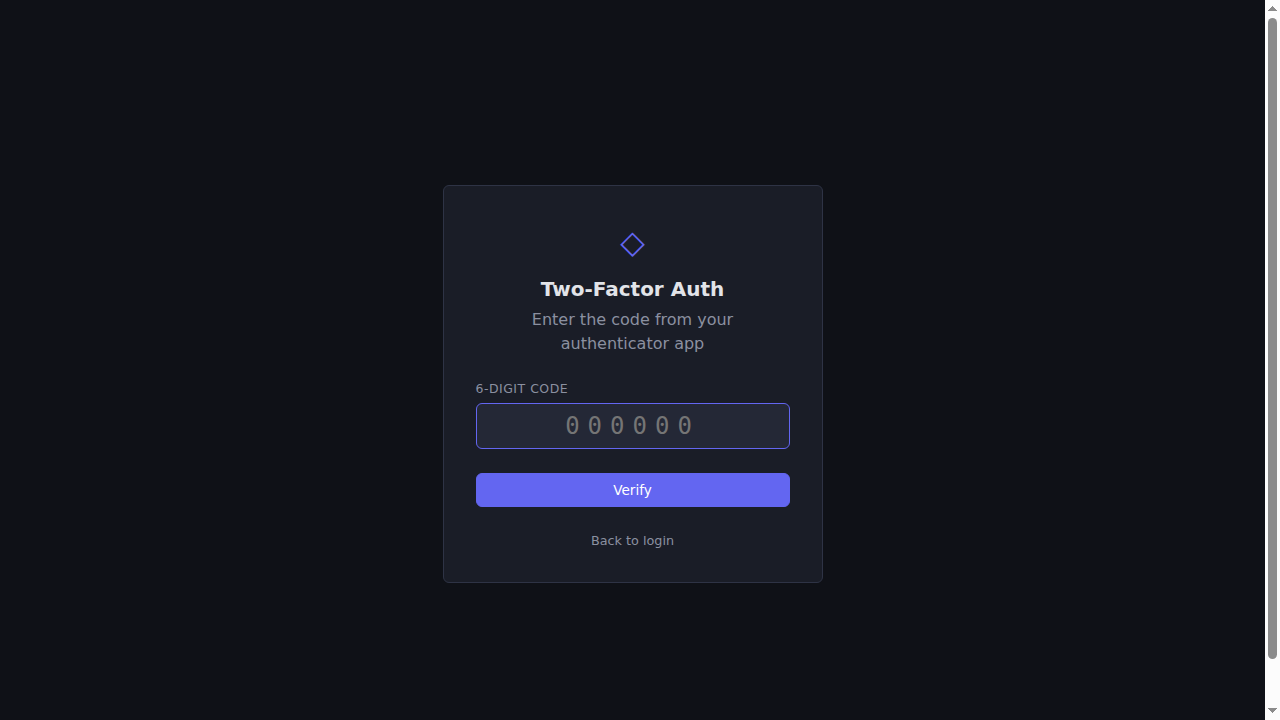 Two-Factor Auth
Enter the code from your
authenticator app
6-DIGIT CODE
000000
Verify
Back to login